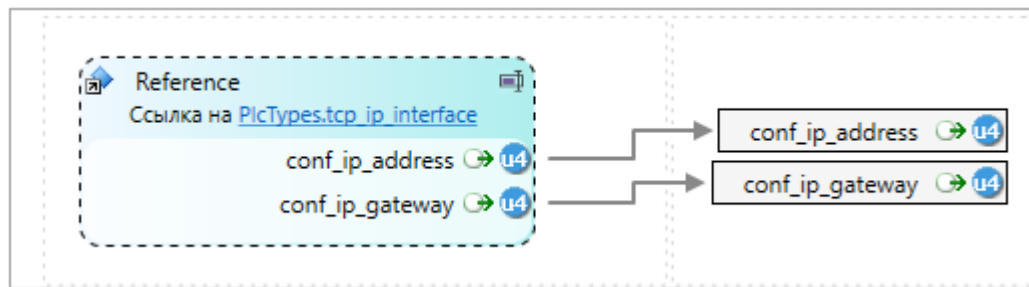 Reference
Ссылка на PlcTypes.tcp_ip_interface
conf_ip_address u4
conf_ip_gateway u4
conf_ip_address u4
conf_ip_gateway u4